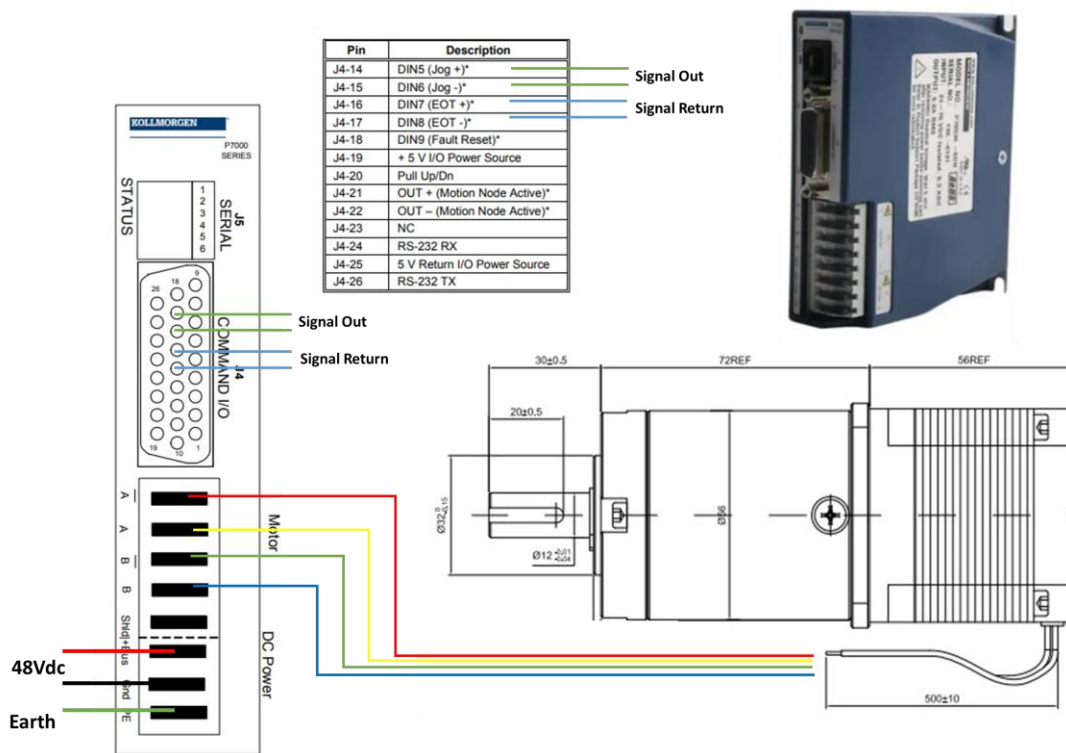 Pin Description
J4-14 DIN5 (Jog +)*
J4-15 DIN6 (Jog -)*
J4-16 DIN7 (EOT +)*
J4-17 DIN8 (EOT -)*
J4-18 DIN9 (Fault Reset)*
J4-19 + 5 V I/O Power Source
J4-20 Pull Up/Dn
J4-21 OUT + (Motion Node Active)*
J4-22 OUT – (Motion Node Active)*
J4-23 NC
J4-24 RS-232 RX
J4-25 5 V Return I/O Power Source
J4-26 RS-232 TX
Signal Out
Signal Return
KOLLMORGEN
P7000
SERIES
STATUS
1
2
3
4
5
6
J5
SERIAL
9
18
26
J4
COMMAND I/O
19
10
1
Signal Out
Signal Return
A
A
B
B
Shld
+Bus
Gnd
PE
Motor
DC Power
48Vdc
Earth
MODEL NO.
SERIAL NO.
30±0.5
72REF
56REF
20±0.5
Ø32
Ø12
Ø56
500±10